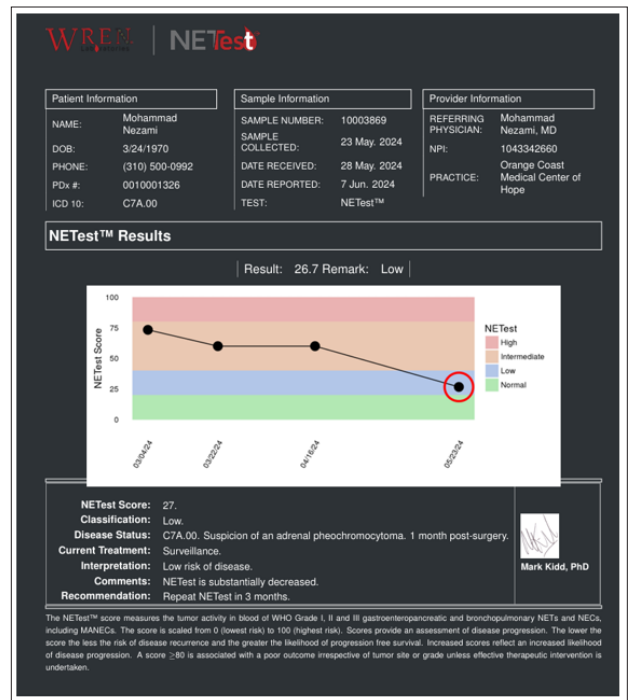 WREN
Laboratories
NETest
Patient Information
NAME: Mohammad Nezami
DOB: 3/24/1970
PHONE: (310) 500-0992
PDx #: 0010001326
ICD 10: C7A.00
Sample Information
SAMPLE NUMBER: 10003869
SAMPLE COLLECTED: 23 May. 2024
DATE RECEIVED: 28 May. 2024
DATE REPORTED: 7 Jun. 2024
TEST: NETest™
Provider Information
REFERRING PHYSICIAN: Mohammad Nezami, MD
NPI: 1043342660
PRACTICE: Orange Coast Medical Center of Hope
NETest™ Results
Result: 26.7 Remark: Low
NETest Score
100
75
50
25
0
03/04/24
03/22/24
04/16/24
05/23/24
NETest
High
Intermediate
Low
Normal
NETest Score: 27.
Classification: Low.
Disease Status: C7A.00. Suspicion of an adrenal pheochromocytoma. 1 month post-surgery.
Current Treatment: Surveillance.
Interpretation: Low risk of disease.
Comments: NETest is substantially decreased.
Recommendation: Repeat NETest in 3 months.
Mark Kidd, PhD
The NETest™ score measures the tumor activity in blood of WHO Grade I, II and III gastroenteropancreatic and bronchopulmonary NETs and NECs,
including MANECs. The score is scaled from 0 (lowest risk) to 100 (highest risk). Scores provide an assessment of disease progression. The lower the
score the less the risk of disease recurrence and the greater the likelihood of progression free survival. Increased scores reflect an increased likelihood
of disease progression. A score ≥80 is associated with a poor outcome irrespective of tumor site or grade unless effective therapeutic intervention is
undertaken.